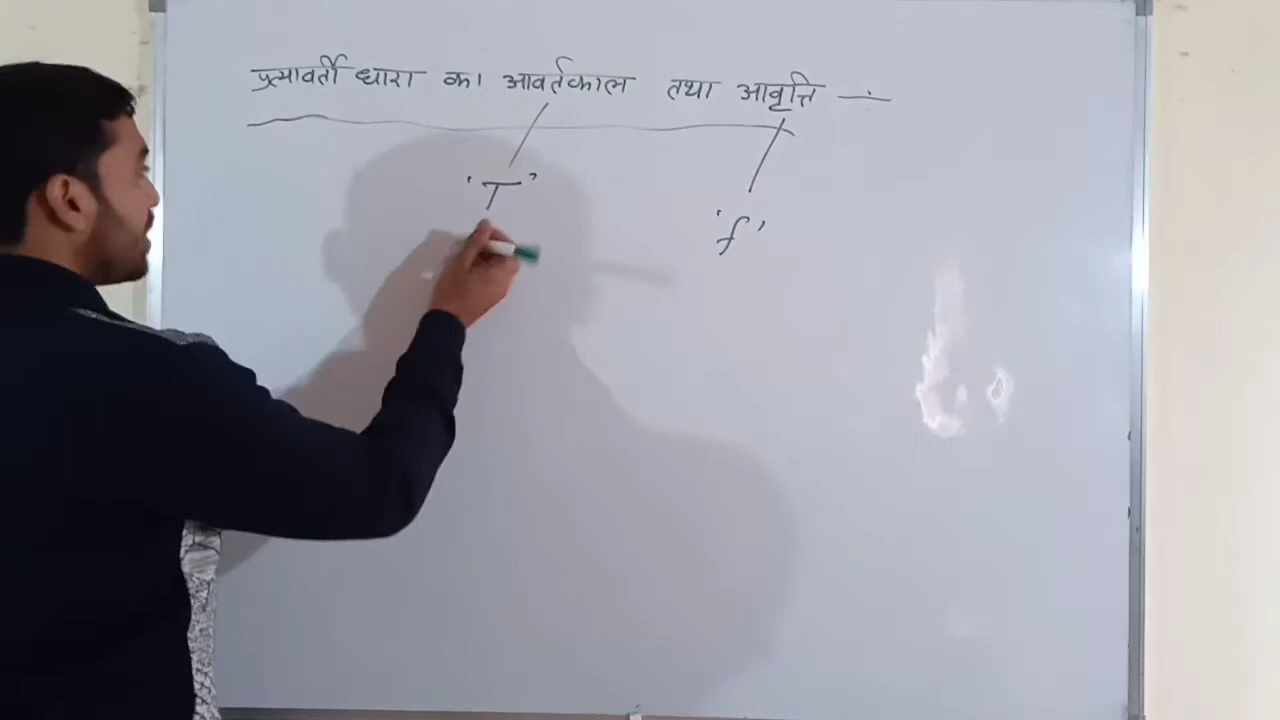 प्रत्यावर्ती धारा का आवर्तकाल तथा आवृत्ति ÷
'T'
'f'